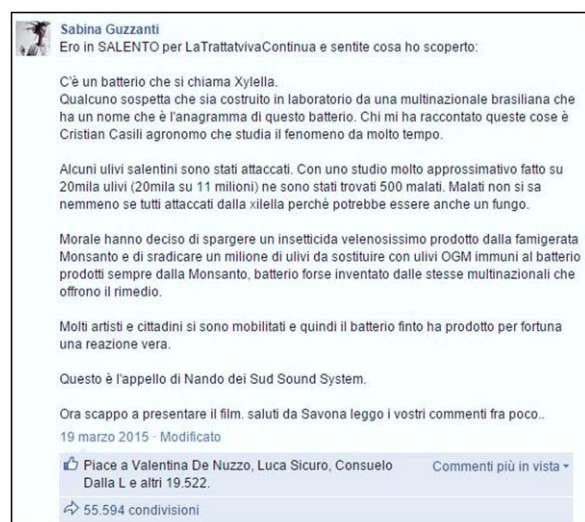 Sabina Guzzanti
Ero in SALENTO per LaTrattatvivaContinua e sentite cosa ho scoperto:
C'è un batterio che si chiama Xylella.
Qualcuno sospetta che sia costruito in laboratorio da una multinazionale brasiliana che
ha un nome che è l'anagramma di questo batterio. Chi mi ha raccontato queste cose è
Cristian Casili agronomo che studia il fenomeno da molto tempo.
Alcuni ulivi salentini sono stati attaccati. Con uno studio molto approssimativo fatto su
20mila ulivi (20mila su 11 milioni) ne sono stati trovati 500 malati. Malati non si sa
nemmeno se tutti attaccati dalla xilella perchè potrebbe essere anche un fungo.
Morale hanno deciso di spargere un insetticida velenosissimo prodotto dalla famigerata
Monsanto e di sradicare un milione di ulivi da sostituire con ulivi OGM immuni al batterio
prodotti sempre dalla Monsanto, batterio forse inventato dalle stesse multinazionali che
offrono il rimedio.
Molti artisti e cittadini si sono mobilitati e quindi il batterio finto ha prodotto per fortuna
una reazione vera.
Questo è l'appello di Nando dei Sud Sound System.
Ora scappo a presentare il film. saluti da Savona leggo i vostri commenti fra poco..
19 marzo 2015 · Modificato
Piace a Valentina De Nuzzo, Luca Sicuro, Consuelo
Dalla L e altri 19.522.
Commenti più in vista
55.594 condivisioni